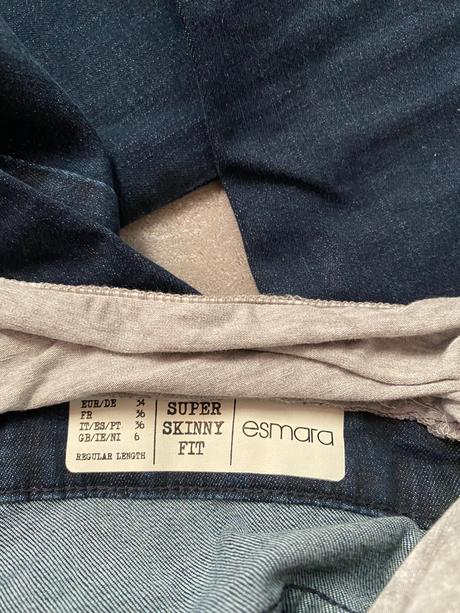 EUR/DE 34
FR 36
IT/ES/PT 36
GB/IE/NI 6
REGULAR LENGTH
SUPER
SKINNY
FIT
esmara